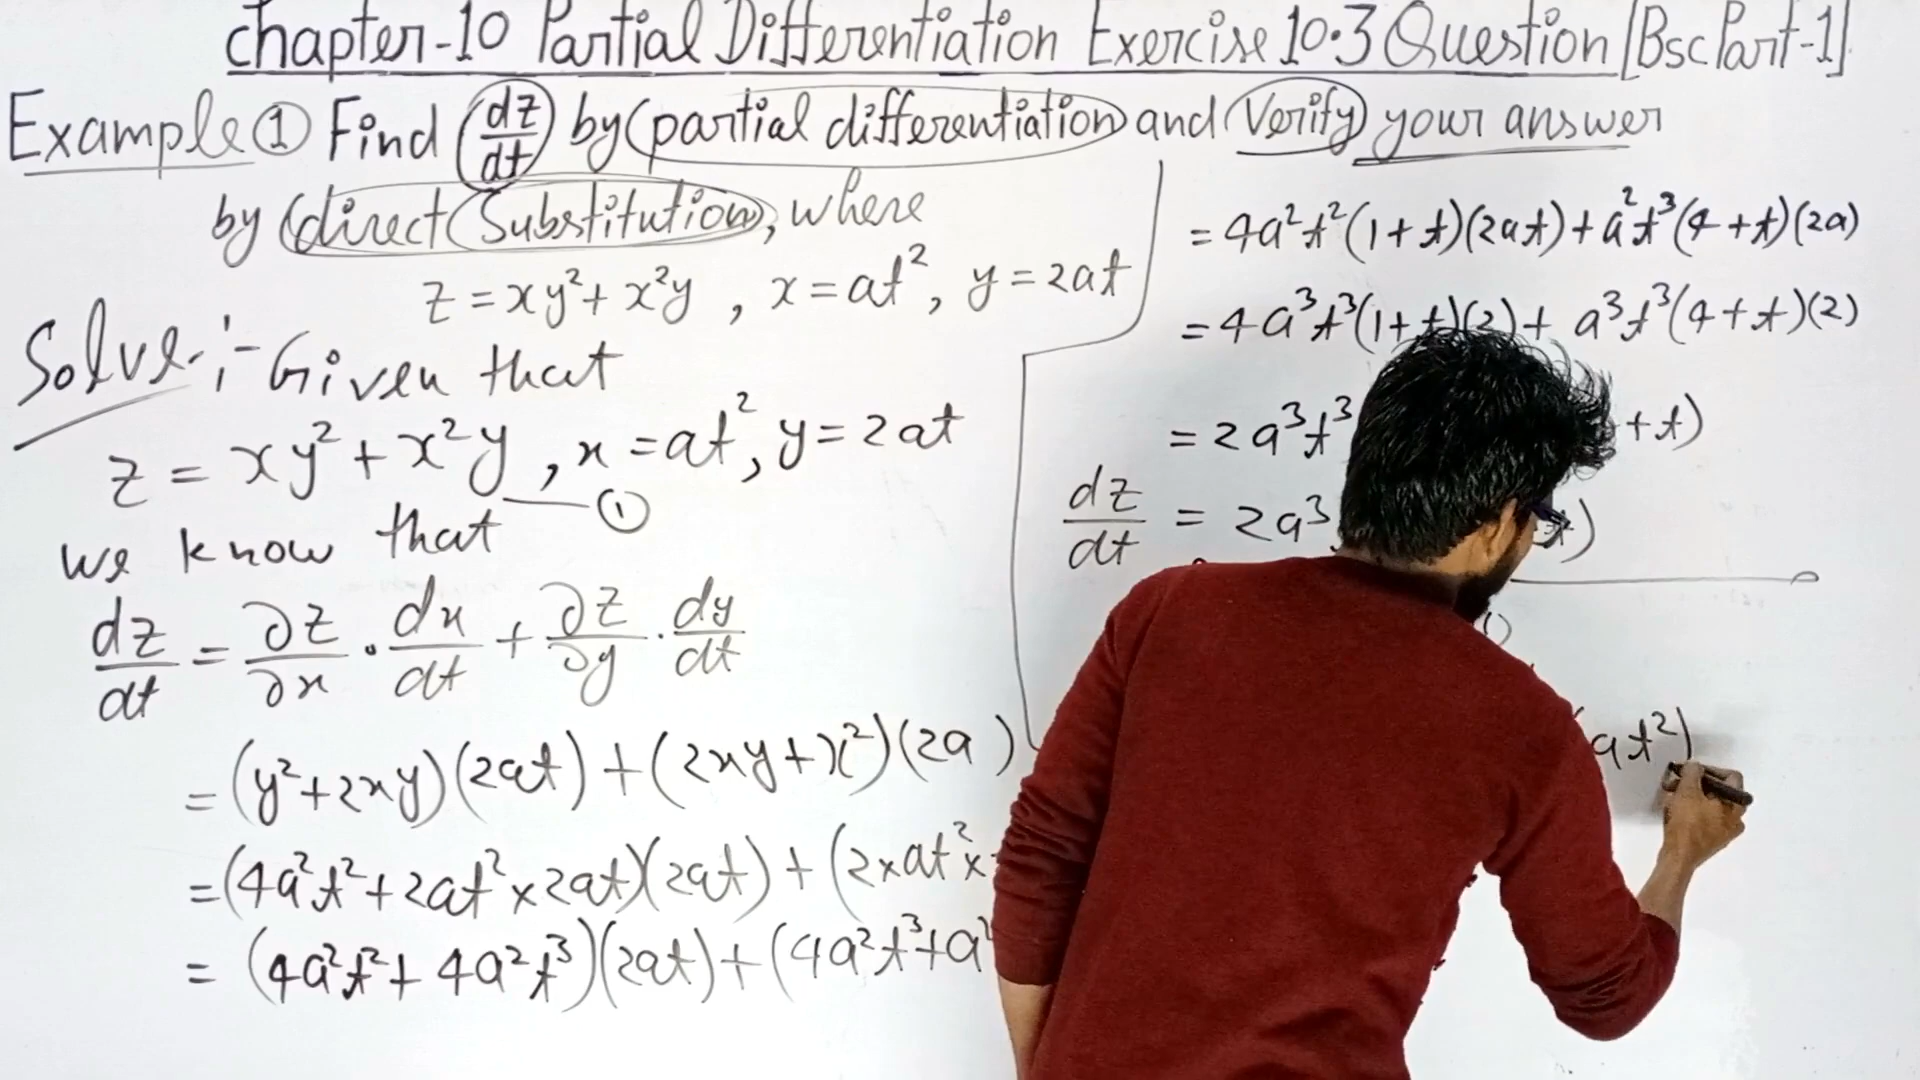 Chapter-10 Partial Differentiation Exercise 10.3 Question [Bsc Part-1]
Example ① Find dz/dt by (partial differentiation) and Verify your answer
by (direct Substitution), where
z = xy² + x²y , x = at² , y = 2at
Solve :- Given that
z = xy² + x²y , x = at² , y = 2at
— ①
we know that
dz/dt = ∂z/∂x · dx/dt + ∂z/∂y · dy/dt
= (y² + 2xy)(2at) + (2xy + x²)(2a)
= (4a²t² + 2at² × 2at)(2at) + (2×at²×
= (4a²t² + 4a²t³)(2at) + (4a²t³ + a²
= 4a²t²(1+t)(2at) + a²t³(4+t)(2a)
= 4a³t³(1+t)(2) + a³t³(4+t)(2)
= 2a³t³ +t)
dz/dt = 2a³ t)
at²)